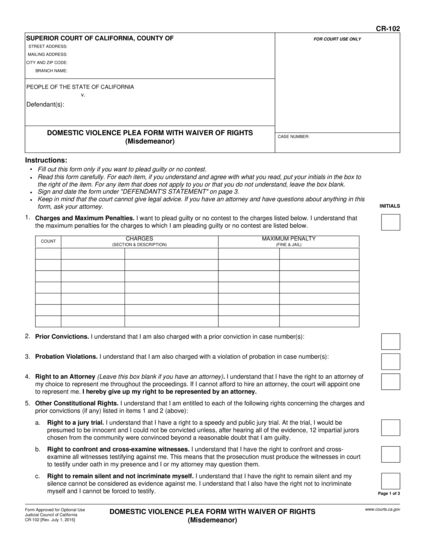 CR-102
SUPERIOR COURT OF CALIFORNIA, COUNTY OF
FOR COURT USE ONLY
STREET ADDRESS:
MAILING ADDRESS:
CITY AND ZIP CODE:
BRANCH NAME:
PEOPLE OF THE STATE OF CALIFORNIA
v.
Defendant(s):
DOMESTIC VIOLENCE PLEA FORM WITH WAIVER OF RIGHTS
(Misdemeanor)
CASE NUMBER:
Instructions:
• Fill out this form only if you want to plead guilty or no contest.
• Read this form carefully. For each item, if you understand and agree with what you read, put your initials in the box to
the right of the item. For any item that does not apply to you or that you do not understand, leave the box blank.
• Sign and date the form under "DEFENDANT'S STATEMENT" on page 3.
• Keep in mind that the court cannot give legal advice. If you have an attorney and have questions about anything in this
form, ask your attorney.
INITIALS
1. Charges and Maximum Penalties. I want to plead guilty or no contest to the charges listed below. I understand that
the maximum penalties for the charges to which I am pleading guilty or no contest are listed below.
COUNT
CHARGES
(SECTION & DESCRIPTION)
MAXIMUM PENALTY
(FINE & JAIL)
2. Prior Convictions. I understand that I am also charged with a prior conviction in case number(s):
3. Probation Violations. I understand that I am also charged with a violation of probation in case number(s):
4. Right to an Attorney (Leave this box blank if you have an attorney). I understand that I have the right to an attorney of
my choice to represent me throughout the proceedings. If I cannot afford to hire an attorney, the court will appoint one
to represent me. I hereby give up my right to be represented by an attorney.
5. Other Constitutional Rights. I understand that I am entitled to each of the following rights concerning the charges and
prior convictions (if any) listed in items 1 and 2 (above):
a. Right to a jury trial. I understand that I have a right to a speedy and public jury trial. At the trial, I would be
presumed to be innocent and I could not be convicted unless, after hearing all of the evidence, 12 impartial jurors
chosen from the community were convinced beyond a reasonable doubt that I am guilty.
b. Right to confront and cross-examine witnesses. I understand that I have the right to confront and cross-
examine all witnesses testifying against me. This means that the prosecution must produce the witnesses in court
to testify under oath in my presence and I or my attorney may question them.
c. Right to remain silent and not incriminate myself. I understand that I have the right to remain silent and my
silence cannot be considered as evidence against me. I understand that I also have the right not to incriminate
myself and I cannot be forced to testify.
Page 1 of 3
Form Approved for Optional Use
Judicial Council of California
CR-102 [Rev. July 1, 2015]
DOMESTIC VIOLENCE PLEA FORM WITH WAIVER OF RIGHTS
(Misdemeanor)
www.courts.ca.gov